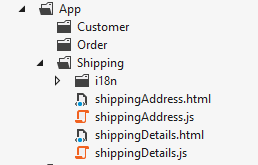 App
Customer
Order
Shipping
i18n
shippingAddress.html
shippingAddress.js
shippingDetails.html
shippingDetails.js